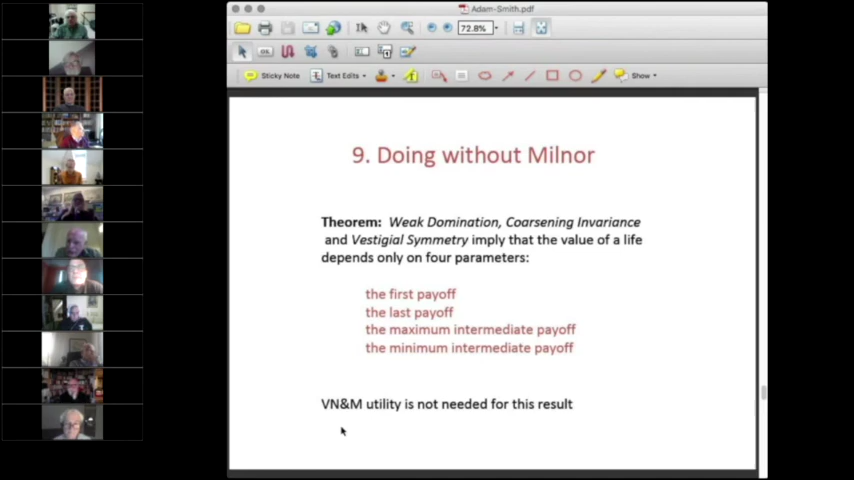 Adam-Smith.pdf
72.8%
OK
Sticky Note
Text Edits
Show
9. Doing without Milnor
Theorem: Weak Domination, Coarsening Invariance
and Vestigial Symmetry imply that the value of a life
depends only on four parameters:
the first payoff
the last payoff
the maximum intermediate payoff
the minimum intermediate payoff
VN&M utility is not needed for this result